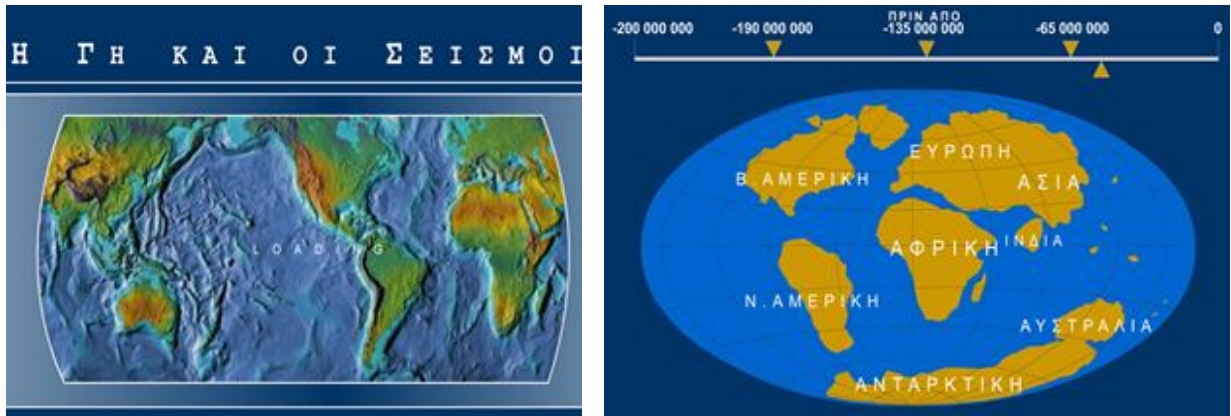 Η ΓΗ ΚΑΙ ΟΙ ΣΕΙΣΜΟΙ
LOADING
ΠΡΙΝ ΑΠΟ
-200 000 000 -190 000 000 -135 000 000 -65 000 000 0
ΕΥΡΩΠΗ
Β. ΑΜΕΡΙΚΗ ΑΣΙΑ
ΑΦΡΙΚΗ ΙΝΔΙΑ
Ν. ΑΜΕΡΙΚΗ
ΑΥΣΤΡΑΛΙΑ
ΑΝΤΑΡΚΤΙΚΗ